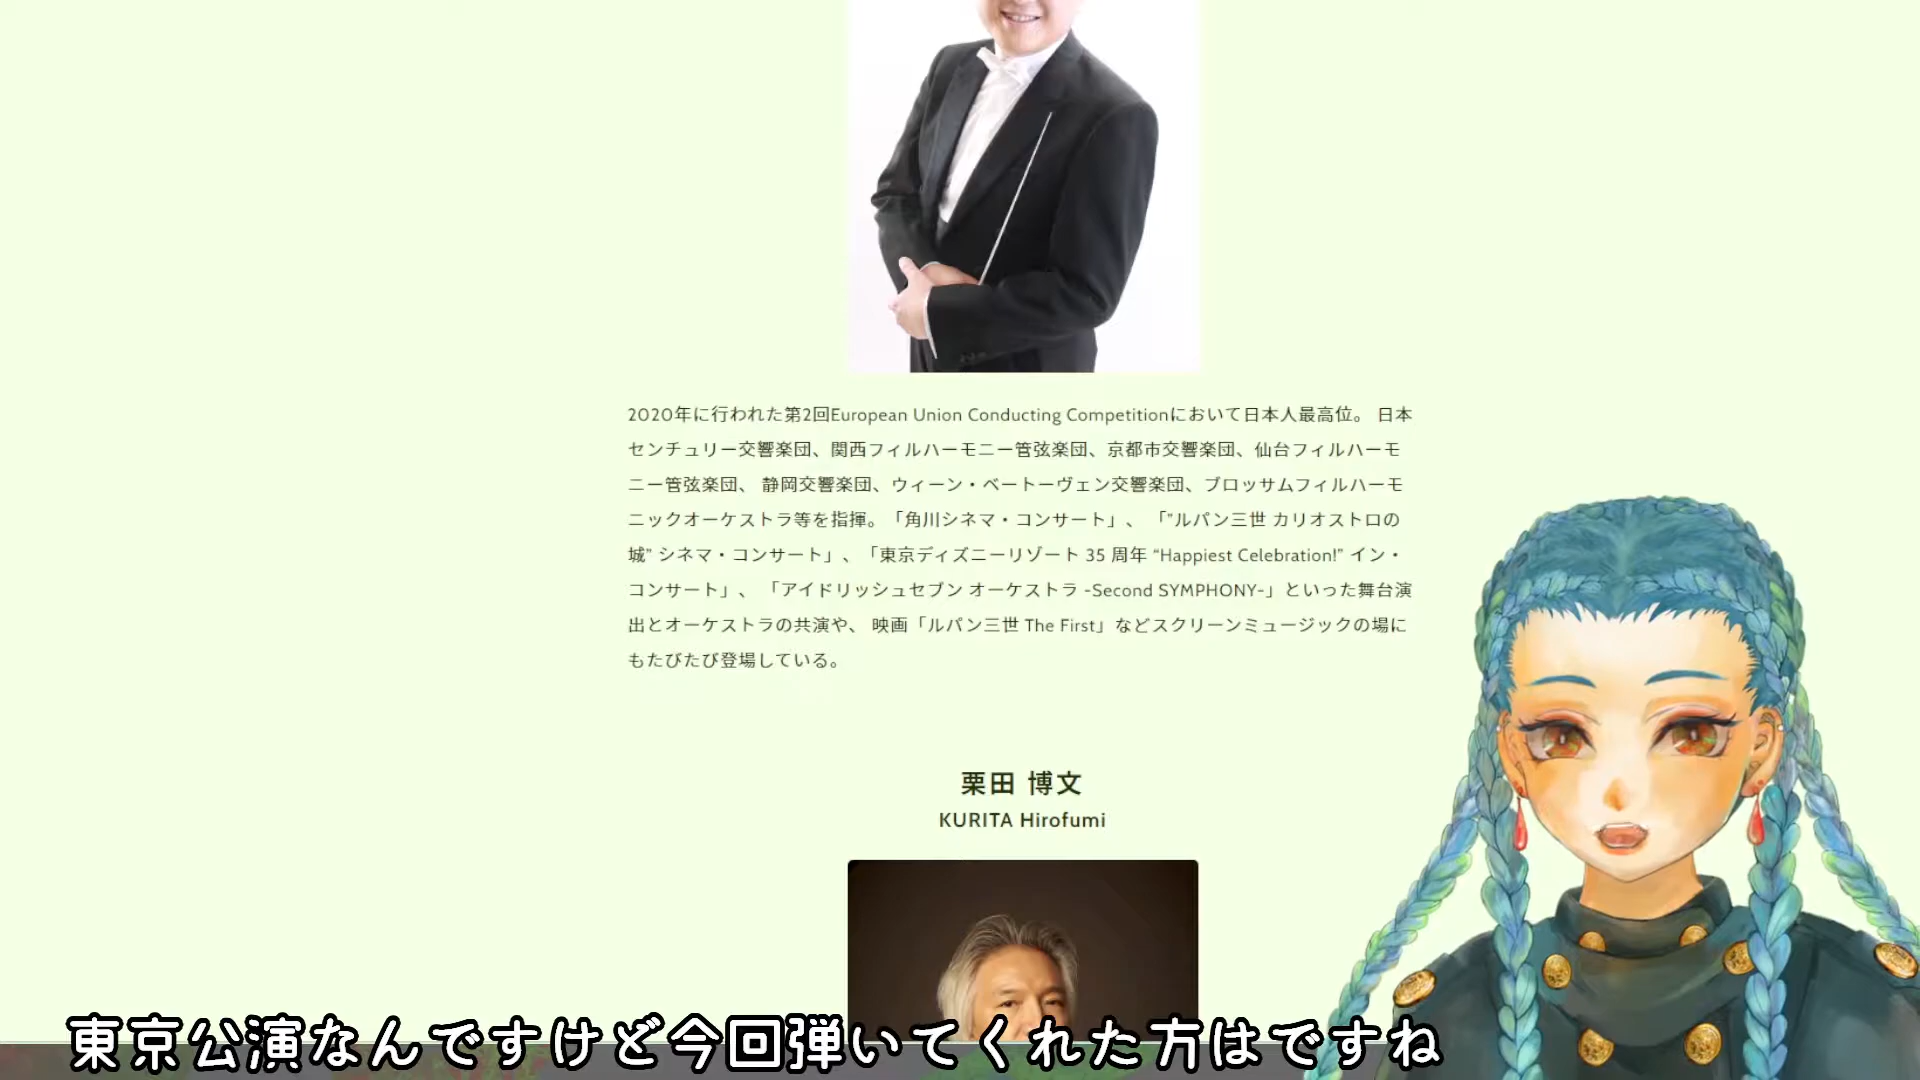 2020年に行われた第2回European Union Conducting Competitionにおいて日本人最高位。 日本
センチュリー交響楽団、関西フィルハーモニー管弦楽団、京都市交響楽団、仙台フィルハーモ
ニー管弦楽団、 静岡交響楽団、ウィーン・ベートーヴェン交響楽団、ブロッサムフィルハーモ
ニックオーケストラ等を指揮。「角川シネマ・コンサート」、 「"ルパン三世 カリオストロの
城" シネマ・コンサート」、「東京ディズニーリゾート 35 周年 “Happiest Celebration!” イン・
コンサート」、 「アイドリッシュセブン オーケストラ -Second SYMPHONY-」といった舞台演
出とオーケストラの共演や、 映画「ルパン三世 The First」などスクリーンミュージックの場に
もたびたび登場している。
栗田 博文
KURITA Hirofumi
東京公演なんですけど今回弾いてくれた方はですね